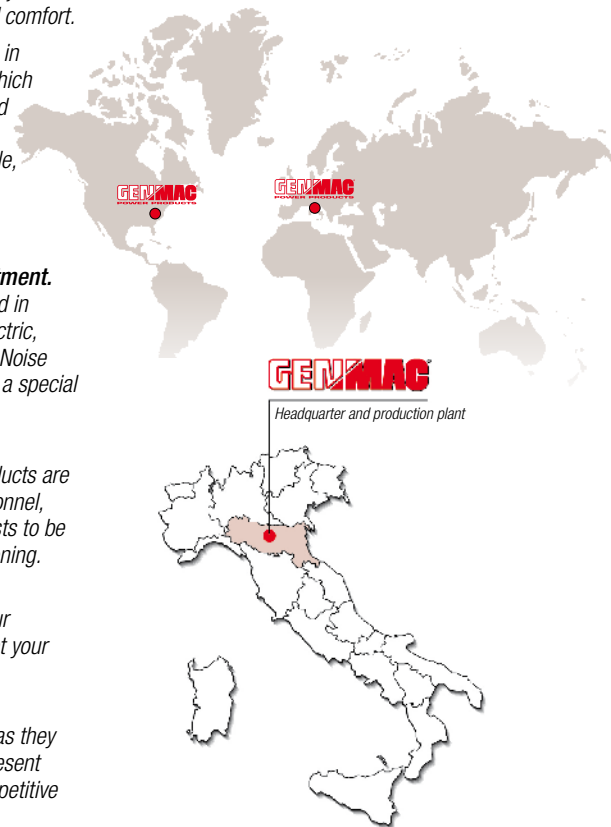 comfort.
in
hich
d
le,
GENMAC
POWER PRODUCTS
GENMAC
POWER PRODUCTS
ment.
d in
ctric,
Noise
a special
GENMAC
Headquarter and production plant
ducts are
onnel,
sts to be
ning.
ur
t your
as they
esent
petitive